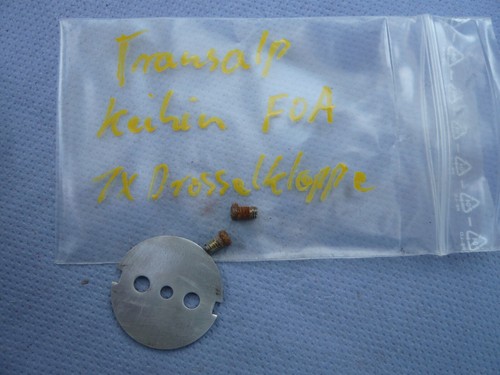 Transalp
Keihin FOA
1x Drosselklappe